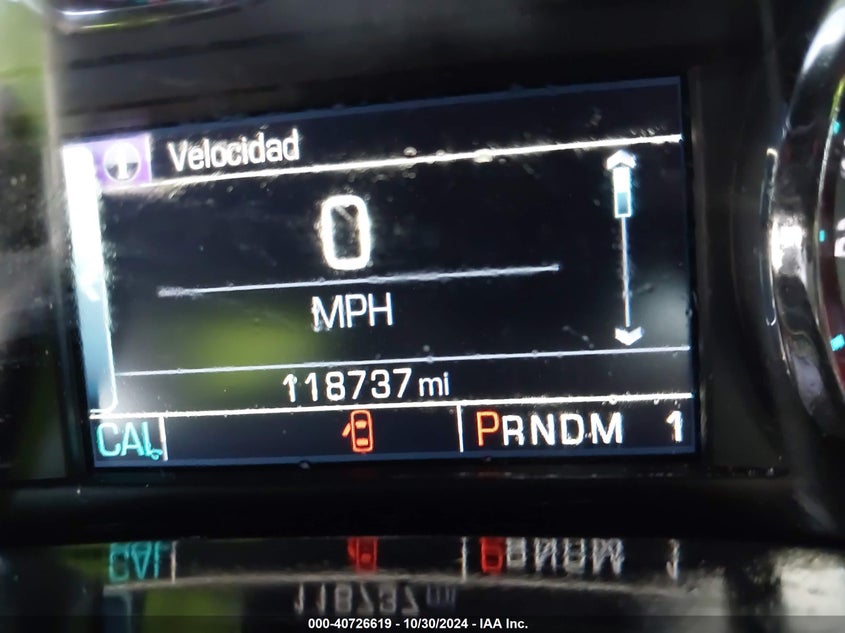 Velocidad
0
MPH
118737 mi
CAL PRNDM 1
000-40726619 - 10/30/2024 - IAA Inc.